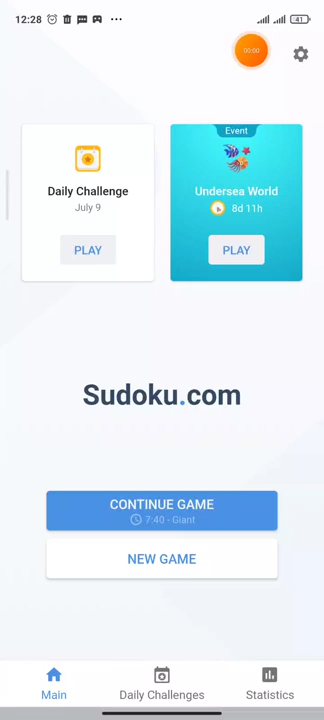 12:28
41
00:00
Event
Daily Challenge
July 9
PLAY
Undersea World
8d 11h
PLAY
Sudoku.com
CONTINUE GAME
7:40 - Giant
NEW GAME
Main
Daily Challenges
Statistics